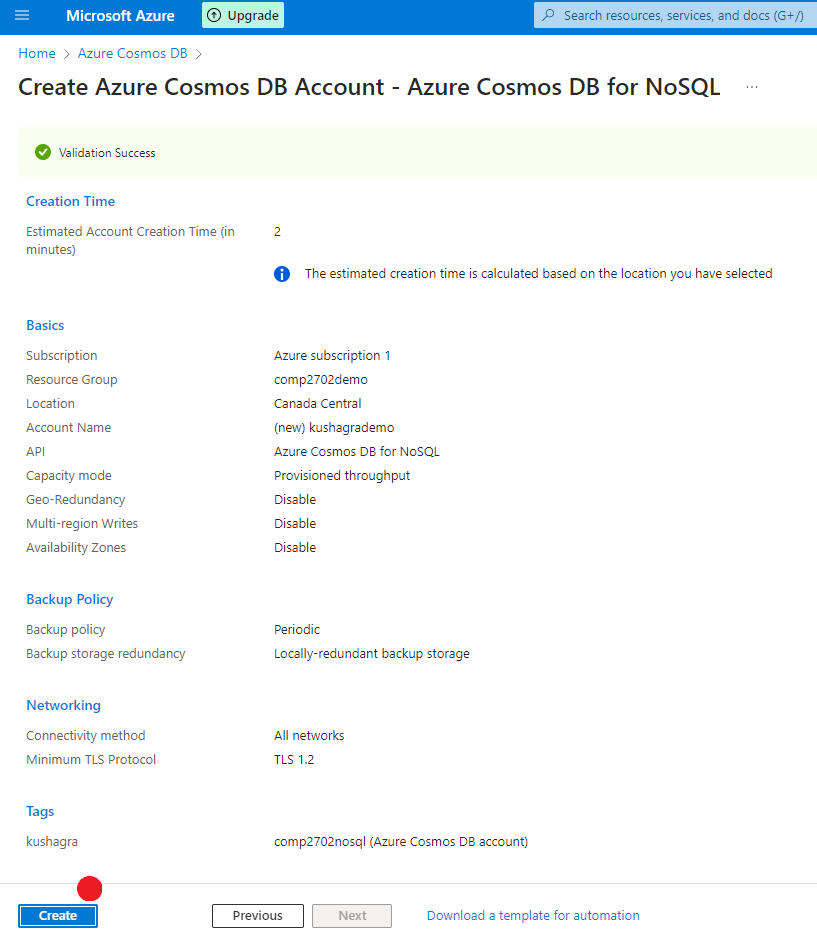 Microsoft Azure
Upgrade
Search resources, services, and docs (G+/)
Home > Azure Cosmos DB >
Create Azure Cosmos DB Account - Azure Cosmos DB for NoSQL ...
Validation Success
Creation Time
Estimated Account Creation Time (in
minutes)
2
The estimated creation time is calculated based on the location you have selected
Basics
Subscription Azure subscription 1
Resource Group comp2702demo
Location Canada Central
Account Name (new) kushagrademo
API Azure Cosmos DB for NoSQL
Capacity mode Provisioned throughput
Geo-Redundancy Disable
Multi-region Writes Disable
Availability Zones Disable
Backup Policy
Backup policy Periodic
Backup storage redundancy Locally-redundant backup storage
Networking
Connectivity method All networks
Minimum TLS Protocol TLS 1.2
Tags
kushagra comp2702nosql (Azure Cosmos DB account)
Create Previous Next Download a template for automation